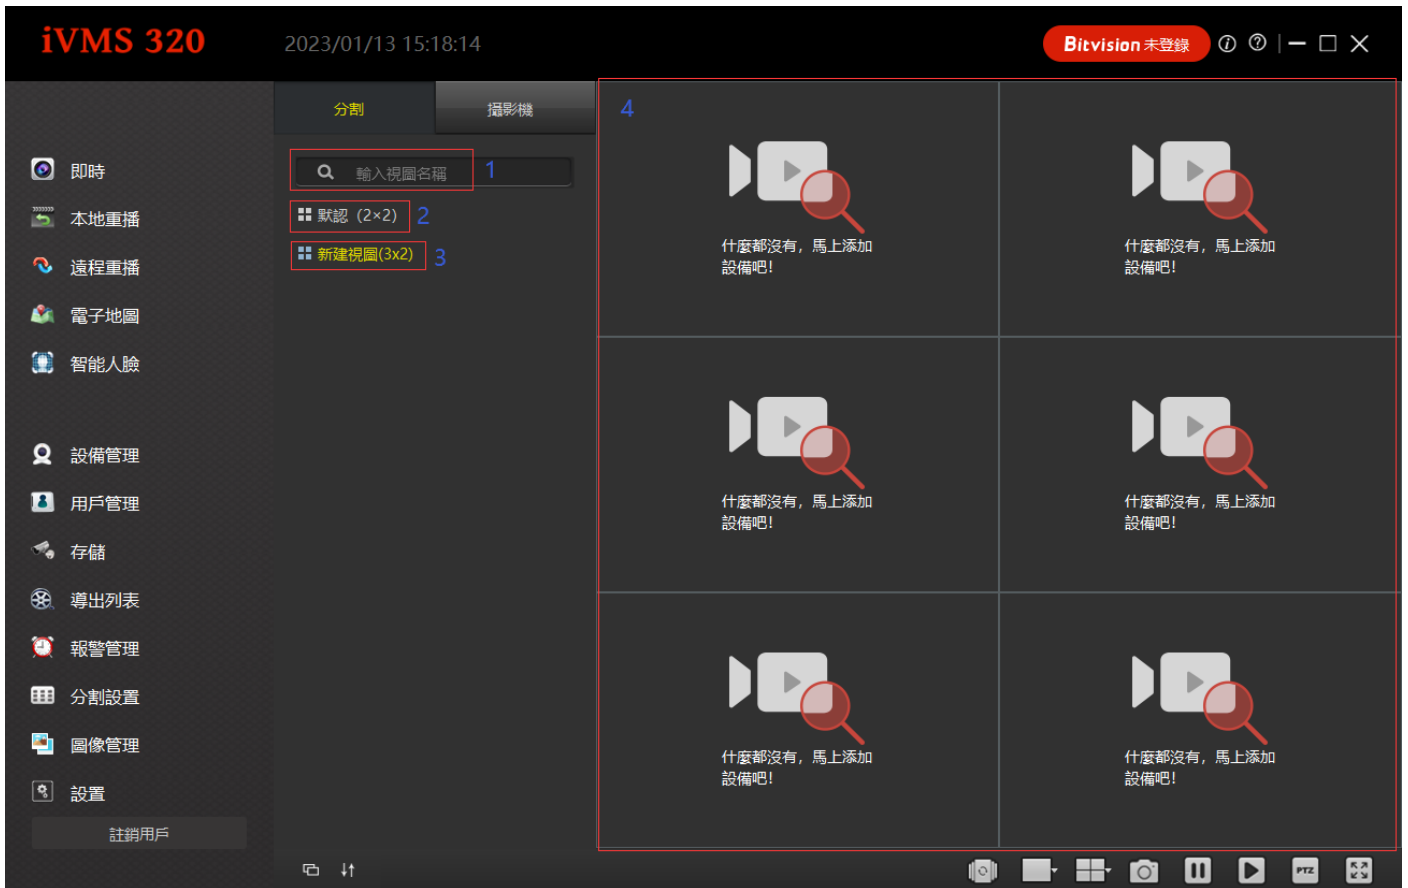 iVMS 320
2023/01/13 15:18:14
Bitvision 未登錄
分割
攝影機
4
輸入視圖名稱
1
默認（2×2）
2
新建視圖(3x2)
3
即時
本地重播
遠程重播
電子地圖
智能人臉
設備管理
用戶管理
存儲
導出列表
報警管理
分割設置
圖像管理
設置
註銷用戶
什麼都沒有，馬上添加
設備吧！
什麼都沒有，馬上添加
設備吧！
什麼都沒有，馬上添加
設備吧！
什麼都沒有，馬上添加
設備吧！
什麼都沒有，馬上添加
設備吧！
什麼都沒有，馬上添加
設備吧！
PTZ